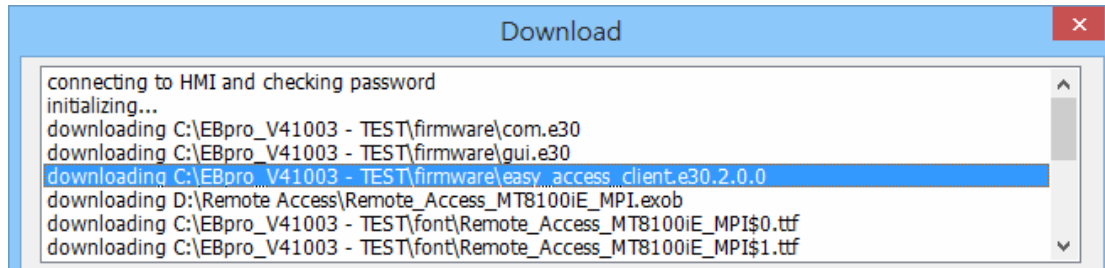 Download
connecting to HMI and checking password
initializing...
downloading C:\EBpro_V41003 - TEST\firmware\com.e30
downloading C:\EBpro_V41003 - TEST\firmware\gui.e30
downloading C:\EBpro_V41003 - TEST\firmware\easy_access_client.e30.2.0.0
downloading D:\Remote Access\Remote_Access_MT8100iE_MPI.exob
downloading C:\EBpro_V41003 - TEST\font\Remote_Access_MT8100iE_MPI$0.ttf
downloading C:\EBpro_V41003 - TEST\font\Remote_Access_MT8100iE_MPI$1.ttf